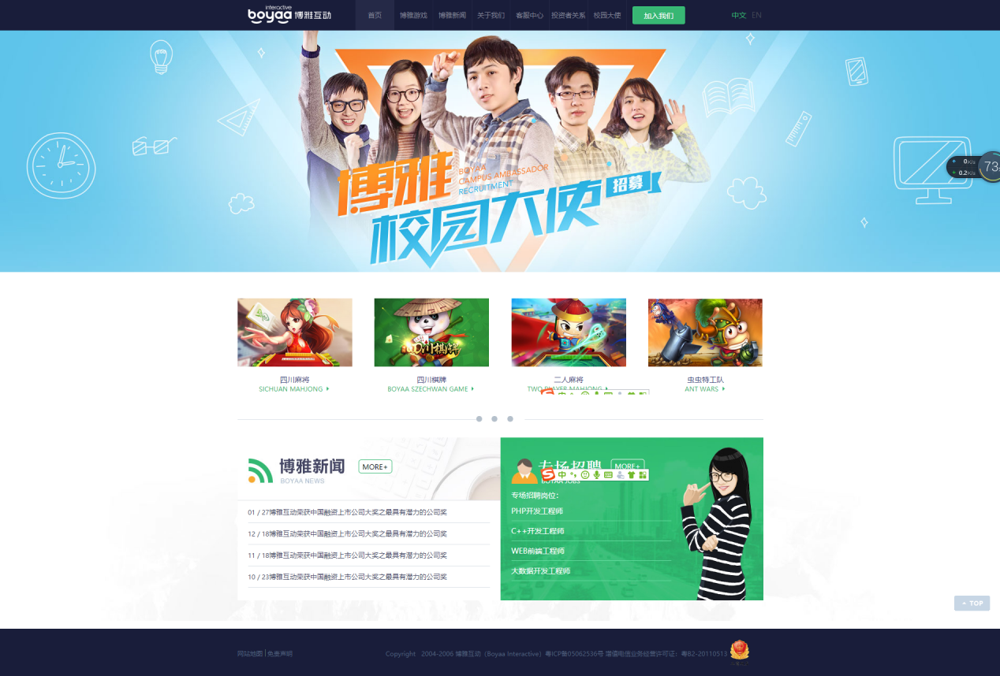 interactive
boyaa 博雅互动
首页 博雅游戏 博雅新闻 关于我们 客服中心 投资者关系 校园大使 加入我们 中文 EN
博雅
BOYAA
CAMPUS AMBASSADOR
RECRUITMENT
校园大使 招募
0K/s
0.2K/s
73
四川棋牌
四川麻将 四川棋牌 二人麻将 虫虫特工队
SICHUAN MAHJONG BOYAA SZECHWAN GAME TWO PLAYER MAHJONG ANT WARS
博雅新闻 MORE+
BOYAA NEWS
专场招聘 MORE+
中
BOYAA JOBS
专场招聘岗位：
PHP开发工程师
C++开发工程师
WEB前端工程师
大数据开发工程师
01 / 27博雅互动荣获中国融资上市公司大奖之最具有潜力的公司奖
12 / 18博雅互动荣获中国融资上市公司大奖之最具有潜力的公司奖
11 / 18博雅互动荣获中国融资上市公司大奖之最具有潜力的公司奖
10 / 23博雅互动荣获中国融资上市公司大奖之最具有潜力的公司奖
TOP
网站地图 | 免责声明
Copyright 2004-2006 博雅互动（Boyaa Interactive）粤ICP备05062536号 增值电信业务经营许可证：粤B2-20110513